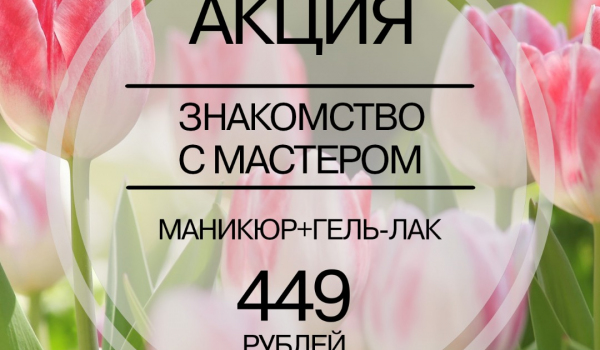 АКЦИЯ
ЗНАКОМСТВО
С МАСТЕРОМ
МАНИКЮР+ГЕЛЬ-ЛАК
449
РУБЛЕЙ